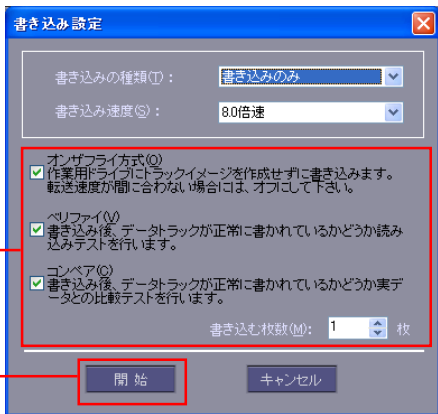 書き込み設定
書き込みの種類(T)： 書き込みのみ
書き込み速度(S)： 8.0倍速
オンザフライ方式(O)
作業用ドライブにトラックイメージを作成せずに書き込みます。
転送速度が間に合わない場合には、オフにして下さい。
ベリファイ(V)
書き込み後、データトラックが正常に書かれているかどうか読み
込みテストを行います。
コンペア(C)
書き込み後、データトラックが正常に書かれているかどうか実デ
ータとの比較テストを行います。
書き込む枚数(M): 1 枚
開始 キャンセル